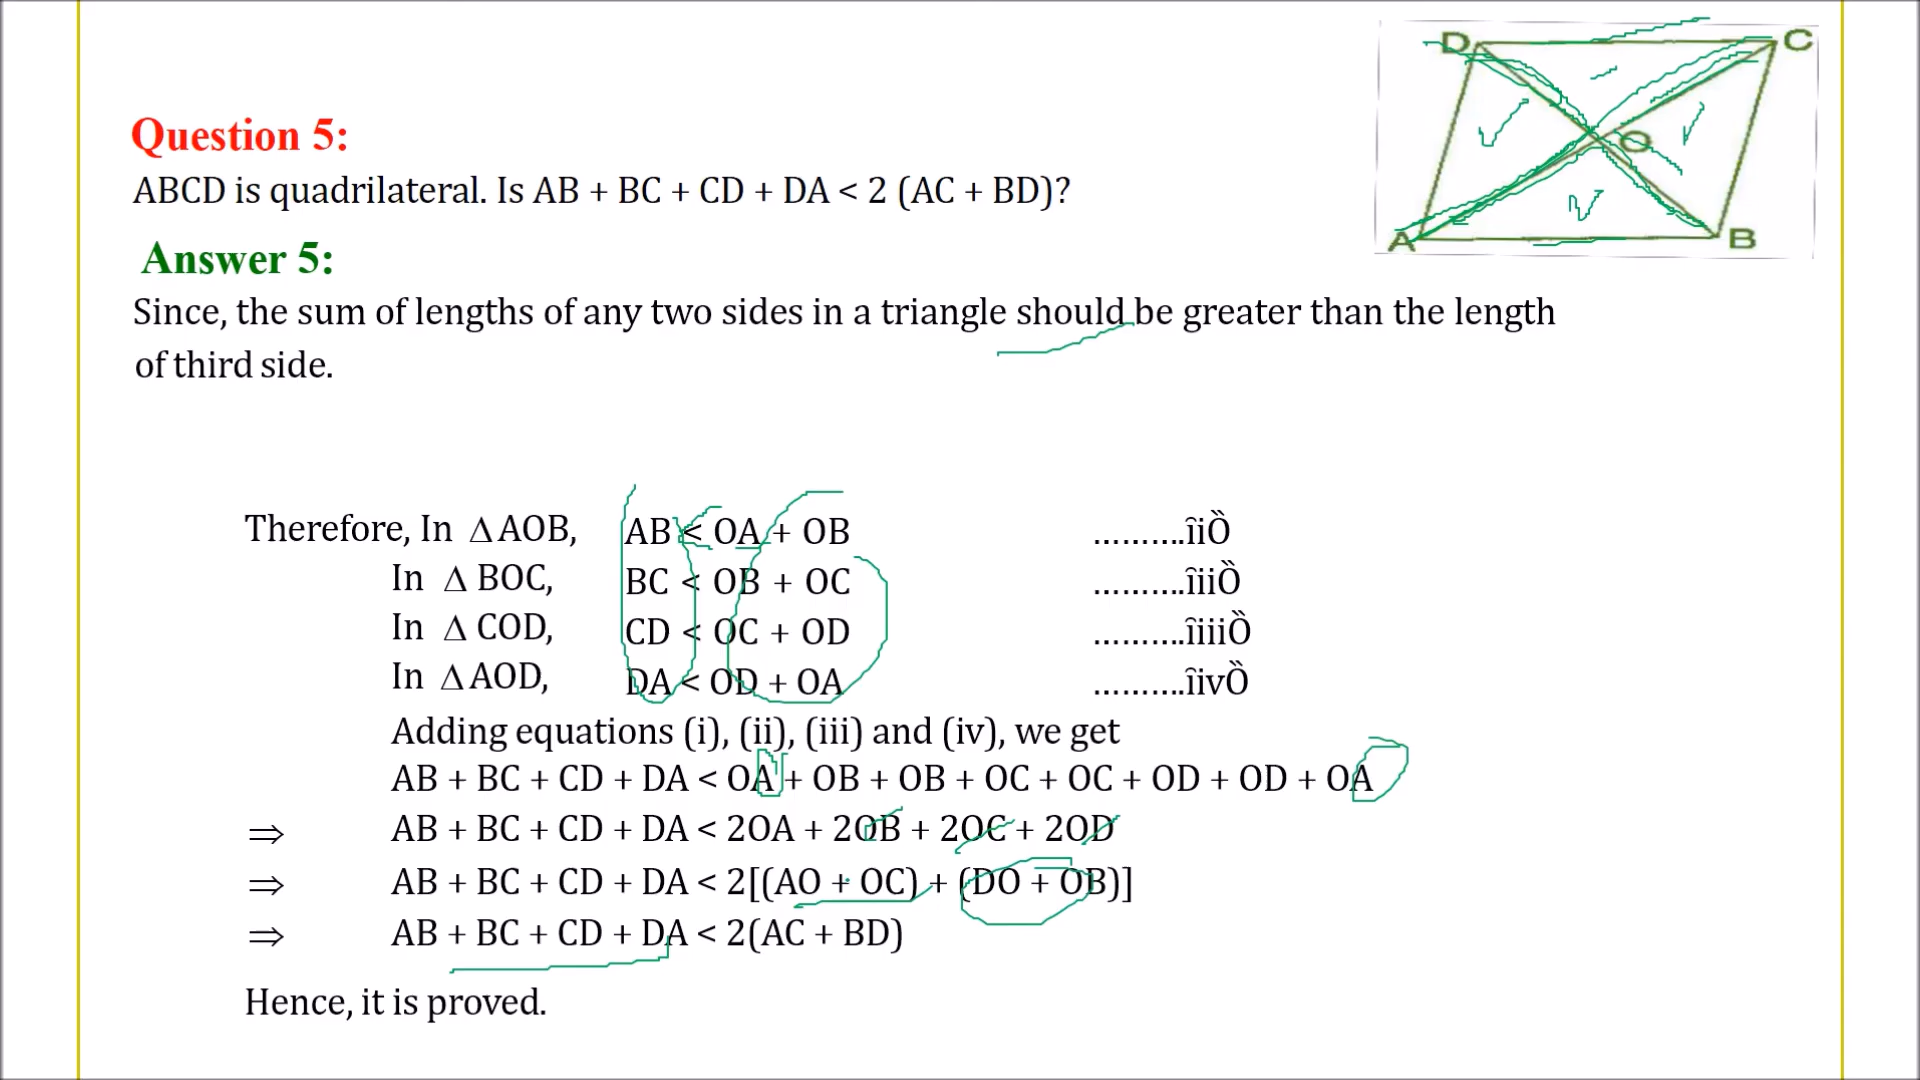 D
C
O
A
B
Question 5:
ABCD is quadrilateral. Is AB + BC + CD + DA < 2 (AC + BD)?
Answer 5:
Since, the sum of lengths of any two sides in a triangle should be greater than the length
of third side.
Therefore, In Δ AOB, AB < OA + OB ……….îiÒ
In Δ BOC, BC < OB + OC ……….îiiÒ
In Δ COD, CD < OC + OD ……….îiiiÒ
In Δ AOD, DA < OD + OA ……….îivÒ
Adding equations (i), (ii), (iii) and (iv), we get
AB + BC + CD + DA < OA + OB + OB + OC + OC + OD + OD + OA
⇒ AB + BC + CD + DA < 2OA + 2OB + 2OC + 2OD
⇒ AB + BC + CD + DA < 2[(AO + OC) + (DO + OB)]
⇒ AB + BC + CD + DA < 2(AC + BD)
Hence, it is proved.